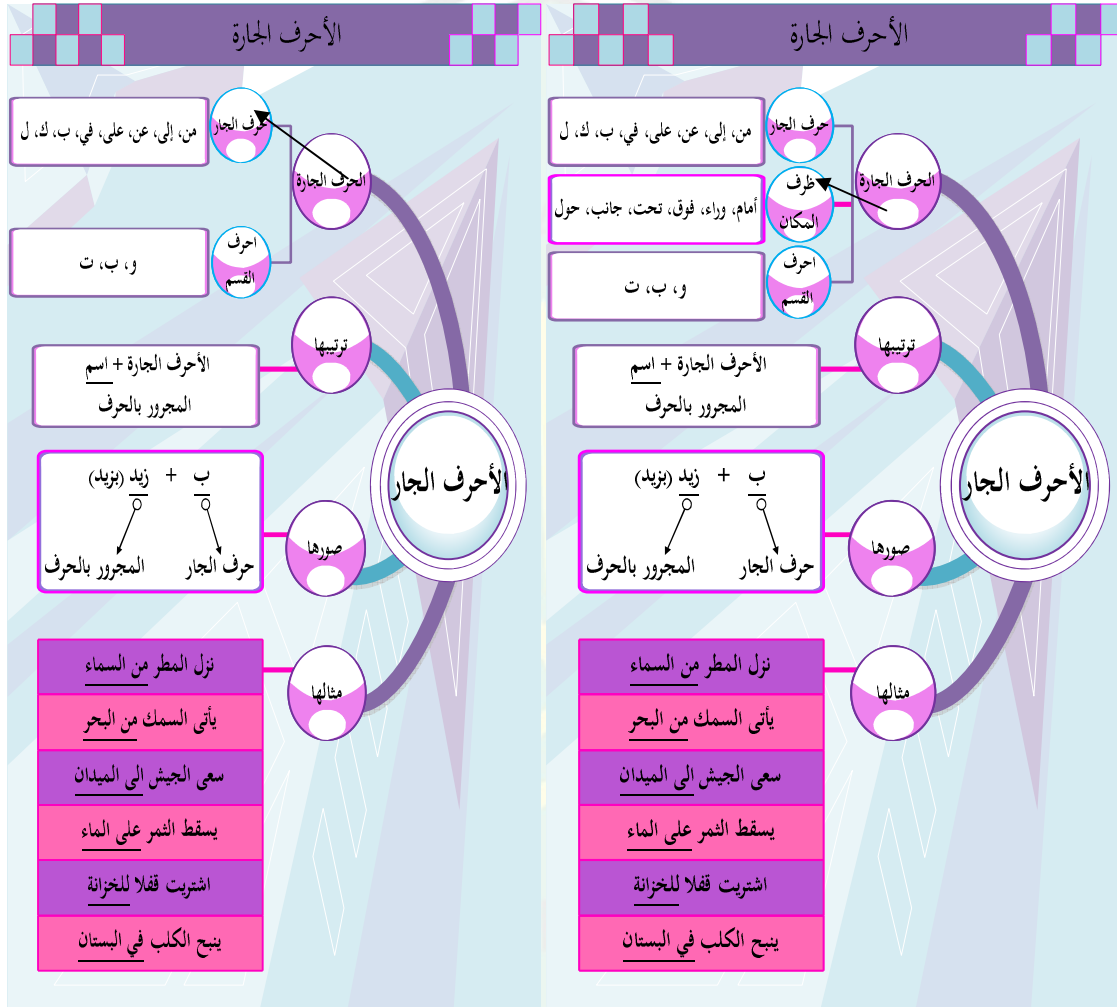 الأحرف الجارة
الحرف الجارة
حرف الجار
من، إلى، عن، على، في، ب، ك، ل
ظرف
المكان
أمام، وراء، فوق، تحت، جانب، حول
احرف
القسم
و، ب، ت
الأحرف الجار
ترتيبها
الأحرف الجارة + اسم
المجرور بالحرف
صورها
ب + زيد (بزيد)
حرف الجار المجرور بالحرف
مثالها
نزل المطر من السماء
يأتى السمك من البحر
سعى الجيش الى الميدان
يسقط الثمر على الماء
اشتريت قفلا للخزانة
ينبح الكلب في البستان
الأحرف الجارة
الحرف الجارة
حرف الجار
من، إلى، عن، على، في، ب، ك، ل
احرف
القسم
و، ب، ت
الأحرف الجار
ترتيبها
الأحرف الجارة + اسم
المجرور بالحرف
صورها
ب + زيد (بزيد)
حرف الجار المجرور بالحرف
مثالها
نزل المطر من السماء
يأتى السمك من البحر
سعى الجيش الى الميدان
يسقط الثمر على الماء
اشتريت قفلا للخزانة
ينبح الكلب في البستان